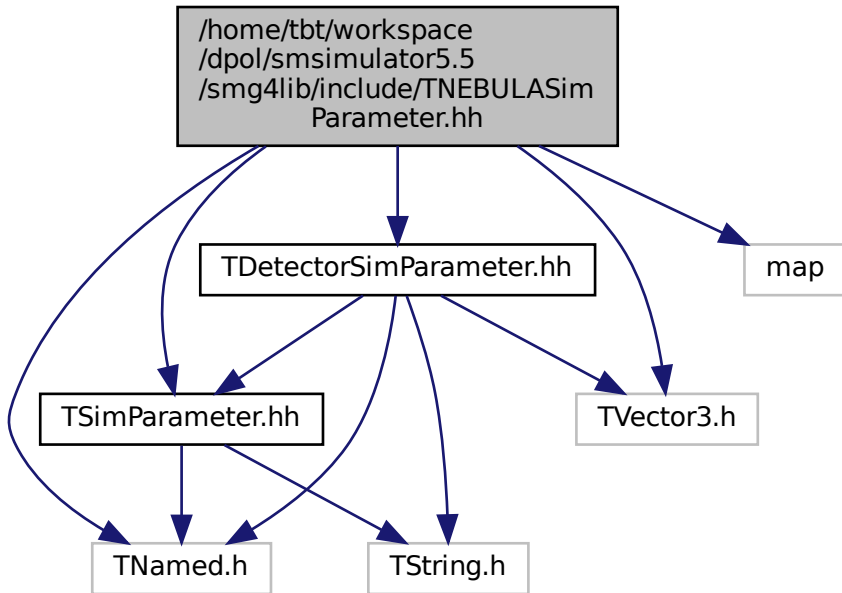 /home/tbt/workspace
/dpol/smsimulator5.5
/smg4lib/include/TNEBULASim
Parameter.hh
TDetectorSimParameter.hh
map
TSimParameter.hh
TVector3.h
TNamed.h
TString.h